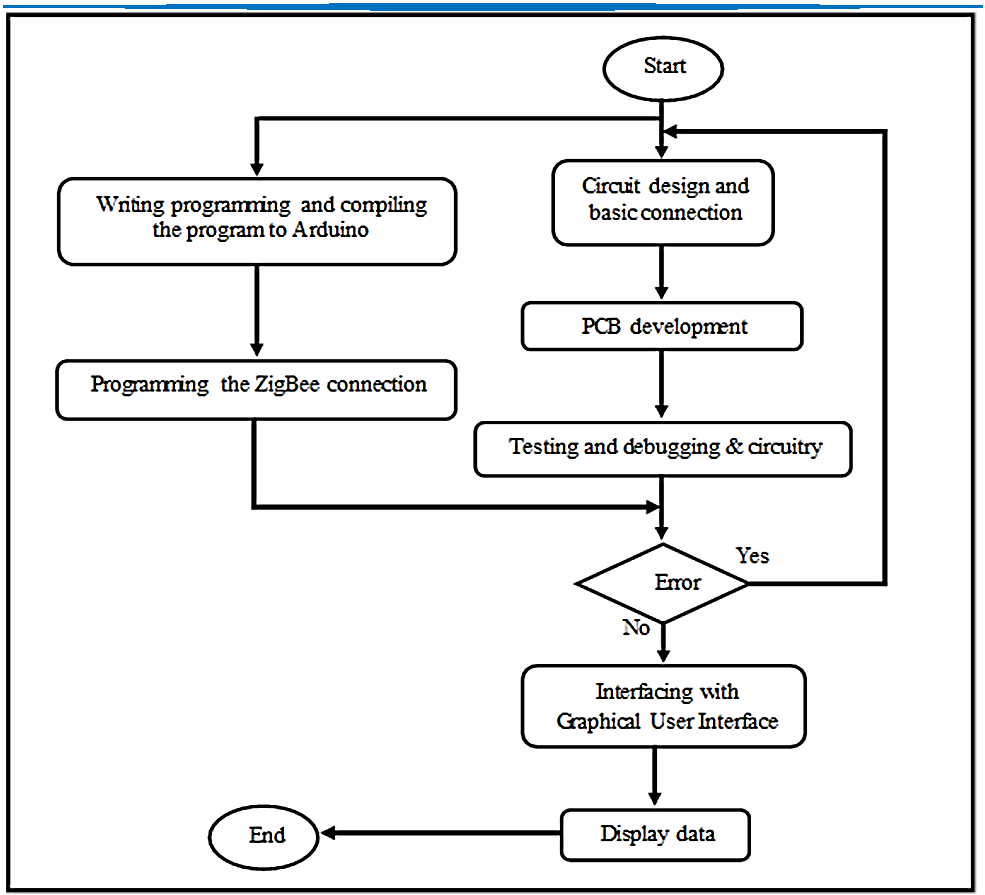 Start
Writing programming and compiling
the program to Arduino
Programming the ZigBee connection
Circuit design and
basic connection
PCB development
Testing and debugging & circuitry
Error
Yes
No
Interfacing with
Graphical User Interface
Display data
End